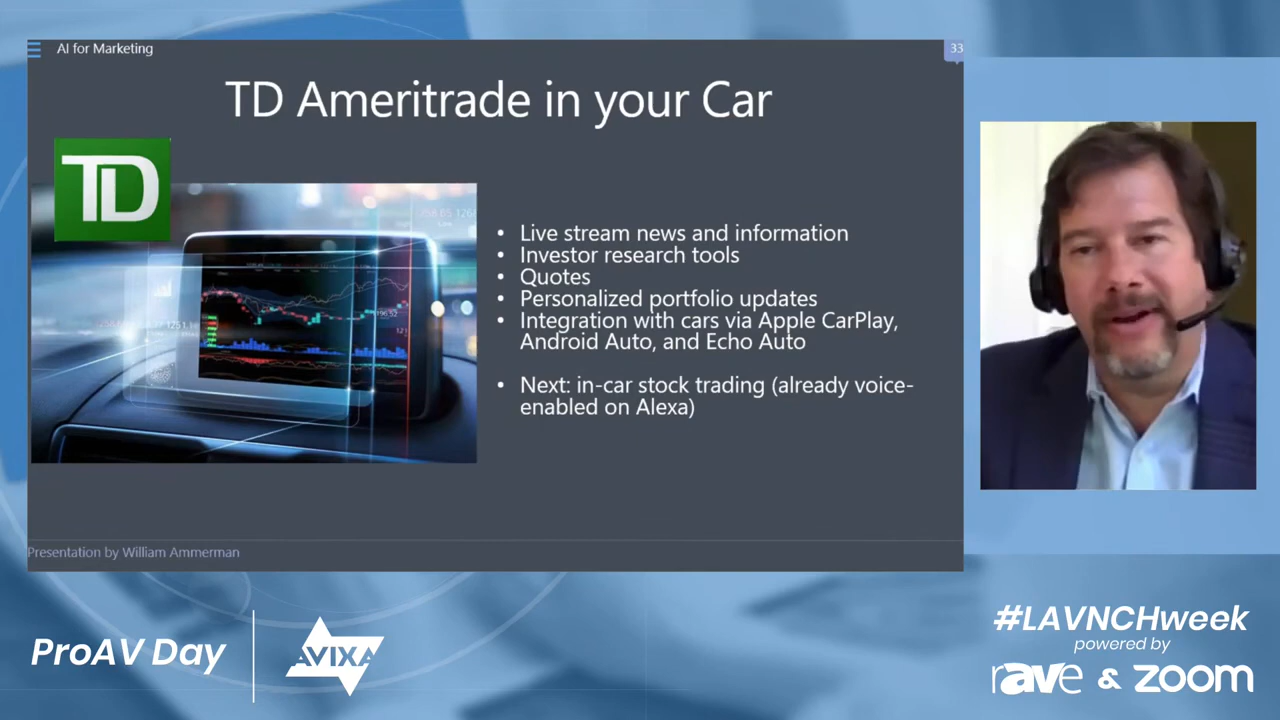 AI for Marketing
33
TD Ameritrade in your Car
TD
• Live stream news and information
• Investor research tools
• Quotes
• Personalized portfolio updates
• Integration with cars via Apple CarPlay,
Android Auto, and Echo Auto
• Next: in-car stock trading (already voice-
enabled on Alexa)
Presentation by William Ammerman
ProAV Day
AVIXA
#LAVNCHweek
powered by
rave & zoom